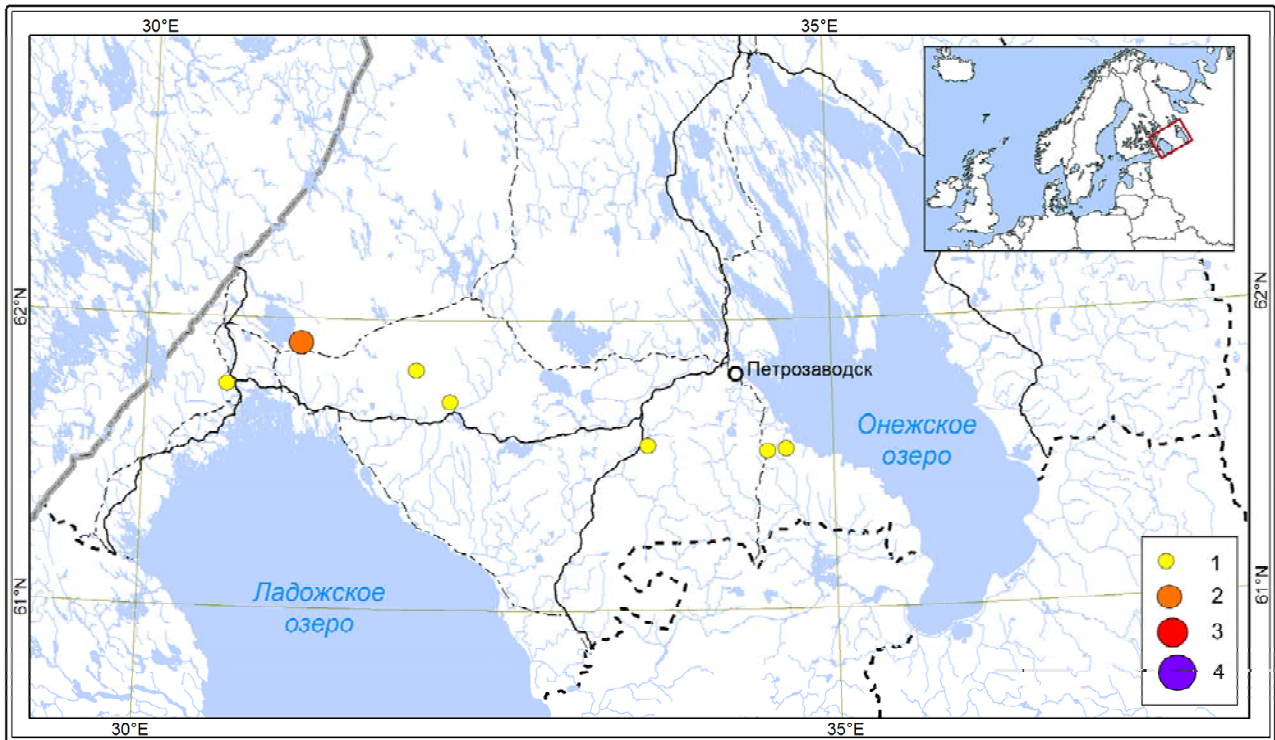 30°E
35°E
62°N
62°N
Петрозаводск
Онежское
озеро
Ладожское
озеро
61°N
61°N
1
2
3
4
30°E
35°E